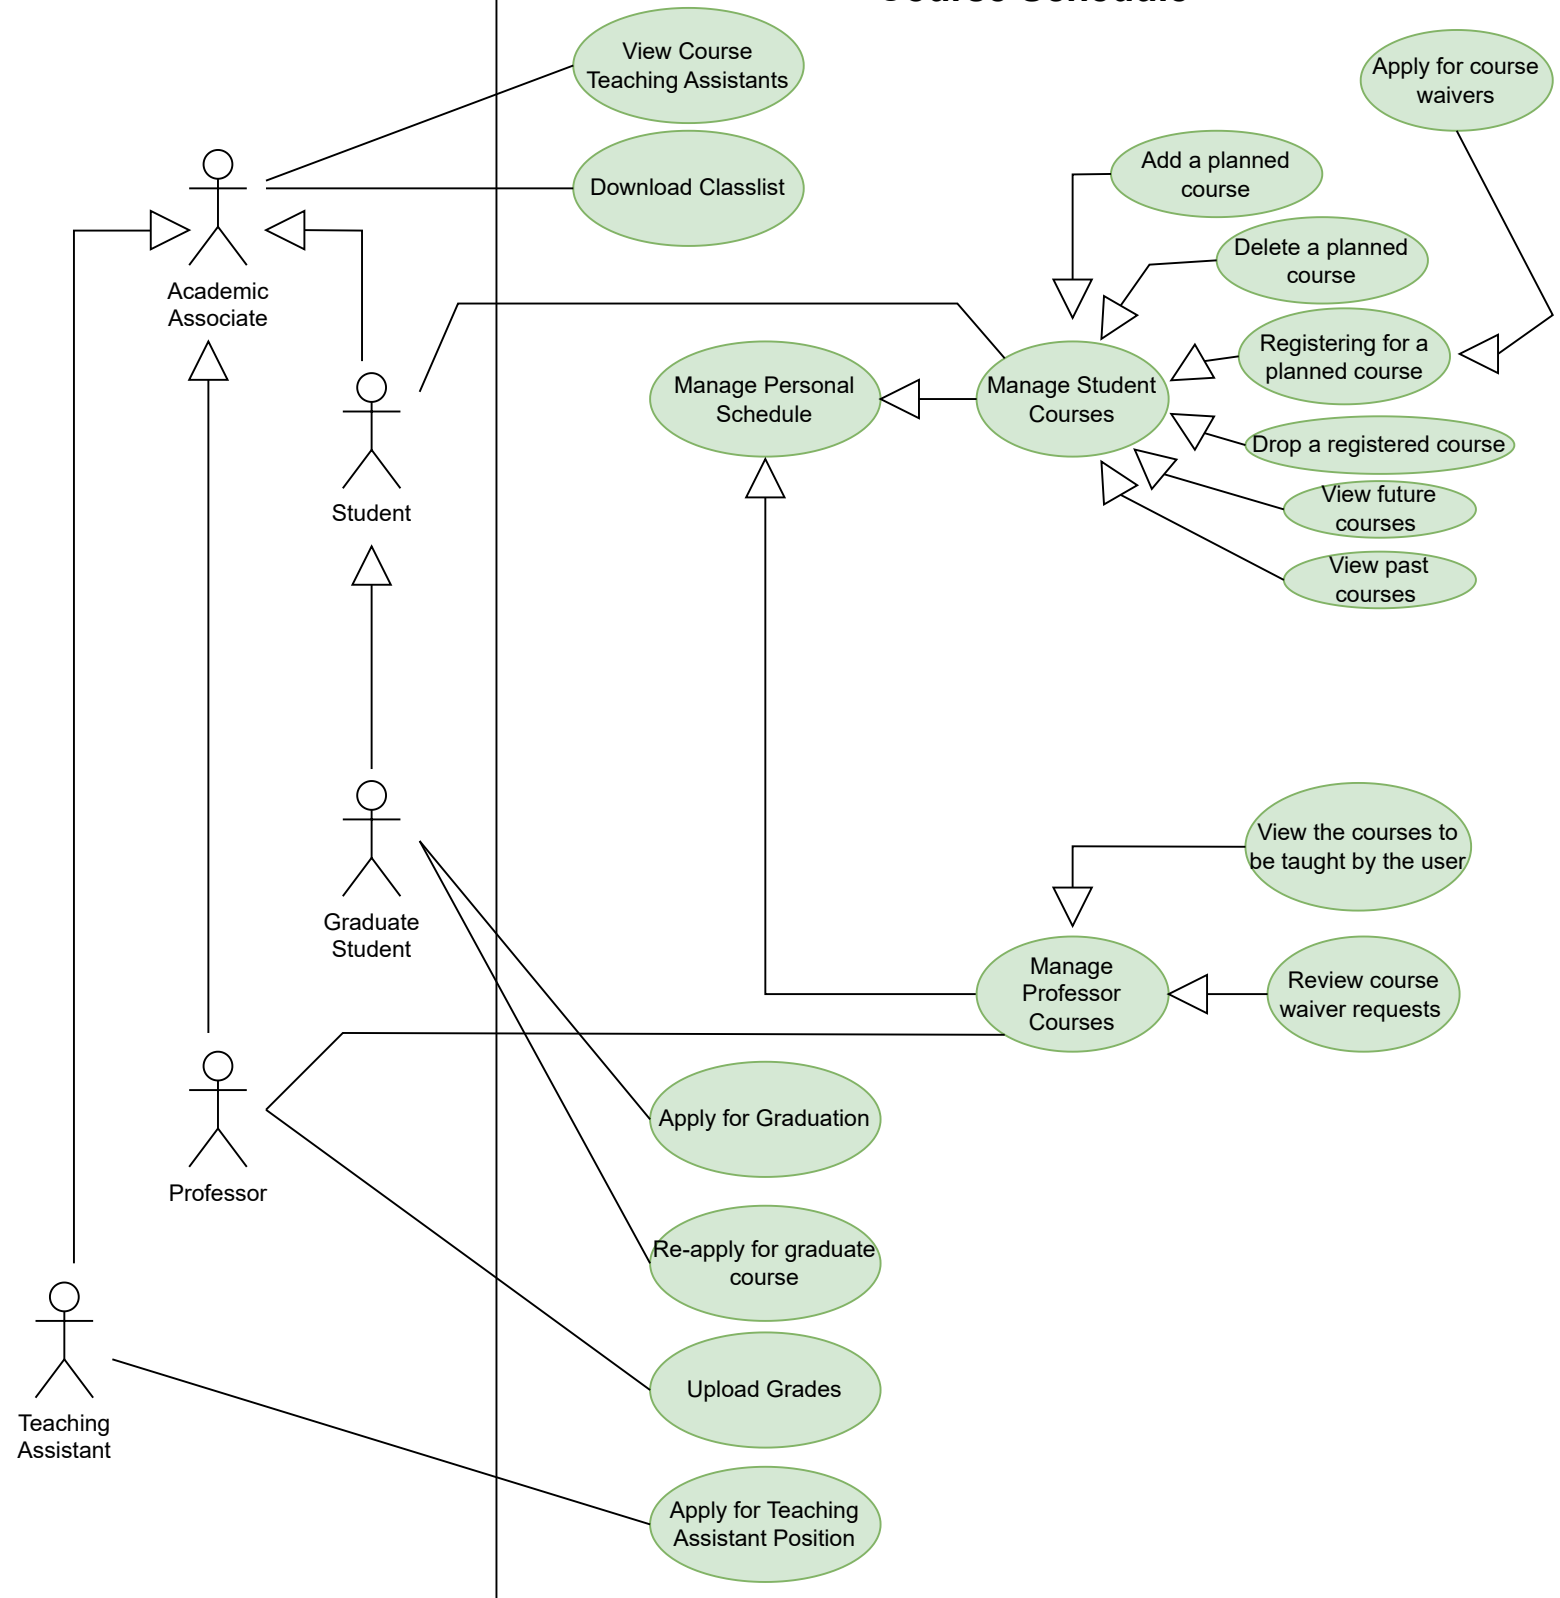 Course Schedule
View Course
Teaching Assistants
Apply for course
waivers
Add a planned
course
Download Classlist
Delete a planned
course
Academic
Associate
Registering for a
planned course
Manage Personal
Schedule
Manage Student
Courses
Drop a registered course
View future
courses
Student
View past
courses
View the courses to
be taught by the user
Graduate
Student
Manage
Professor
Courses
Review course
waiver requests
Apply for Graduation
Professor
Re-apply for graduate
course
Upload Grades
Teaching
Assistant
Apply for Teaching
Assistant Position